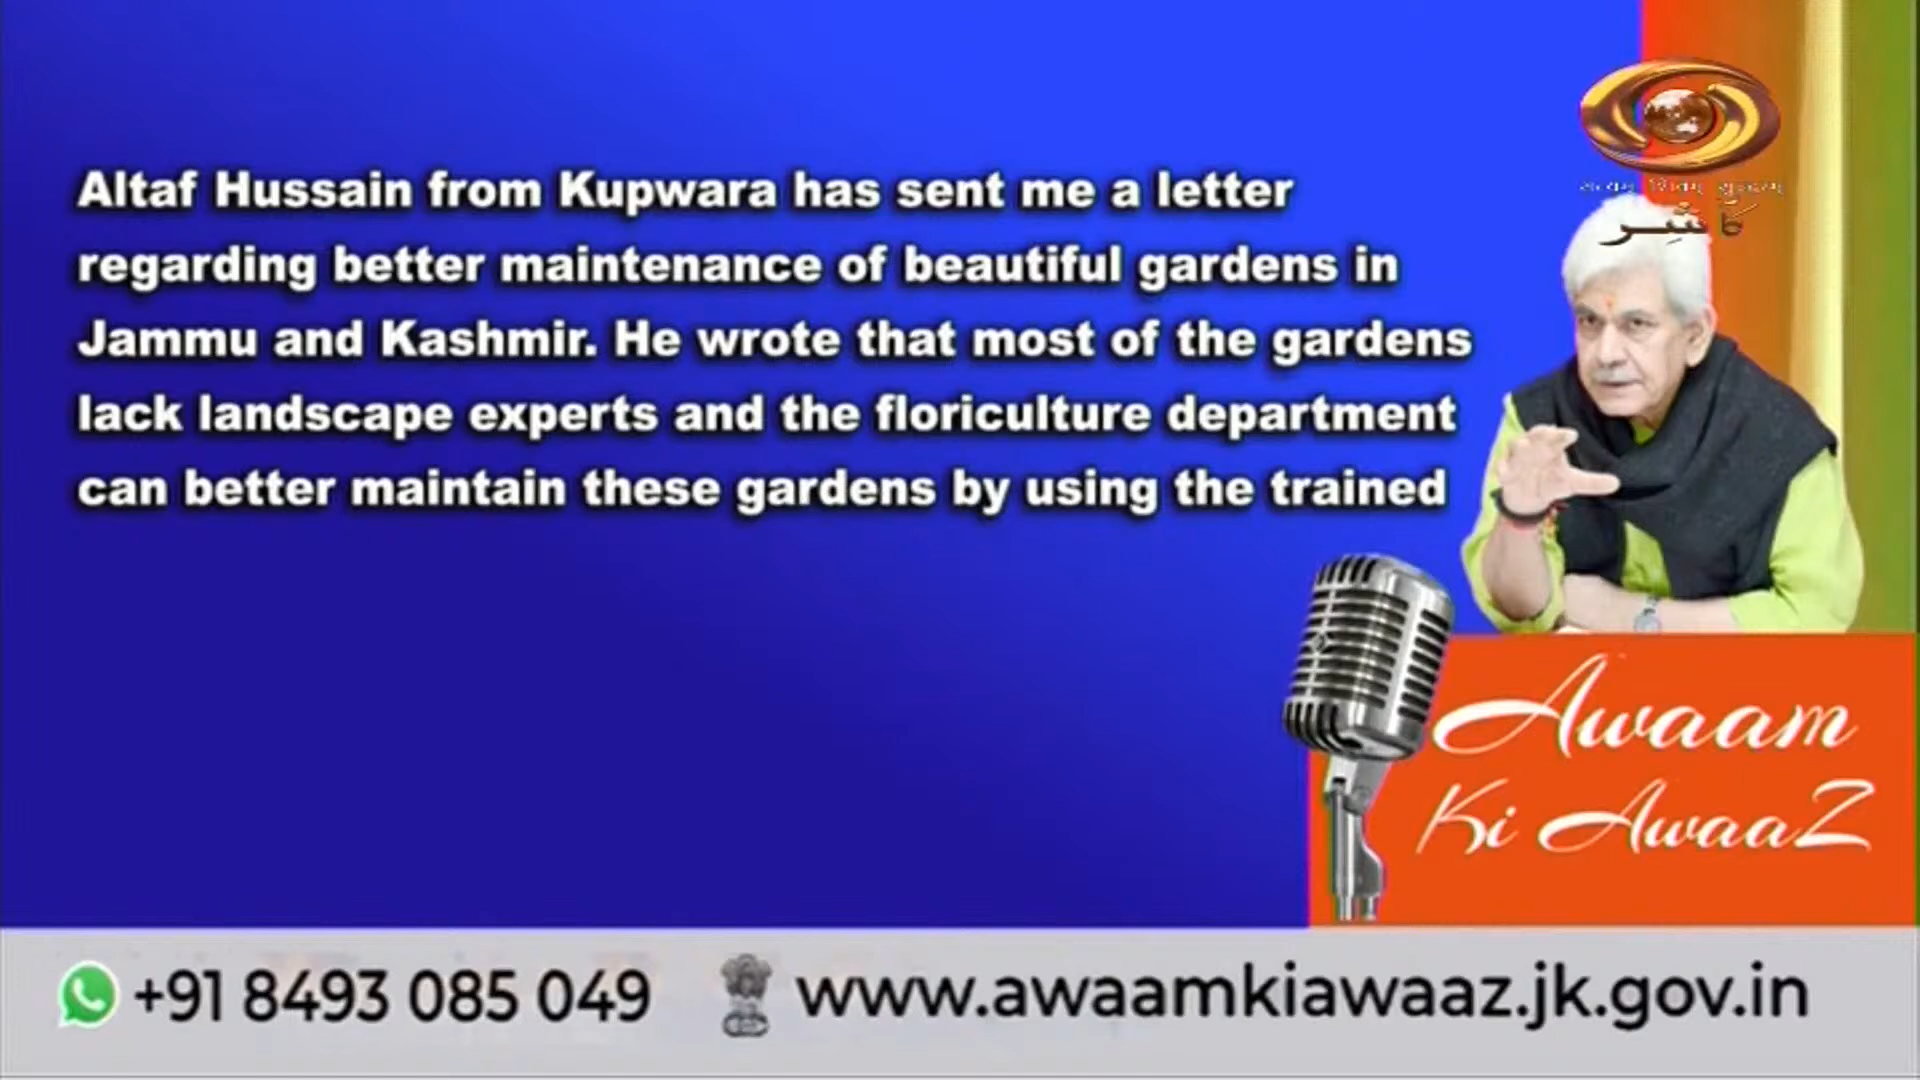 Altaf Hussain from Kupwara has sent me a letter
regarding better maintenance of beautiful gardens in
Jammu and Kashmir. He wrote that most of the gardens
lack landscape experts and the floriculture department
can better maintain these gardens by using the trained
कॉशुर
Awaam
Ki AwaaZ
+91 8493 085 049
www.awaamkiawaaz.jk.gov.in